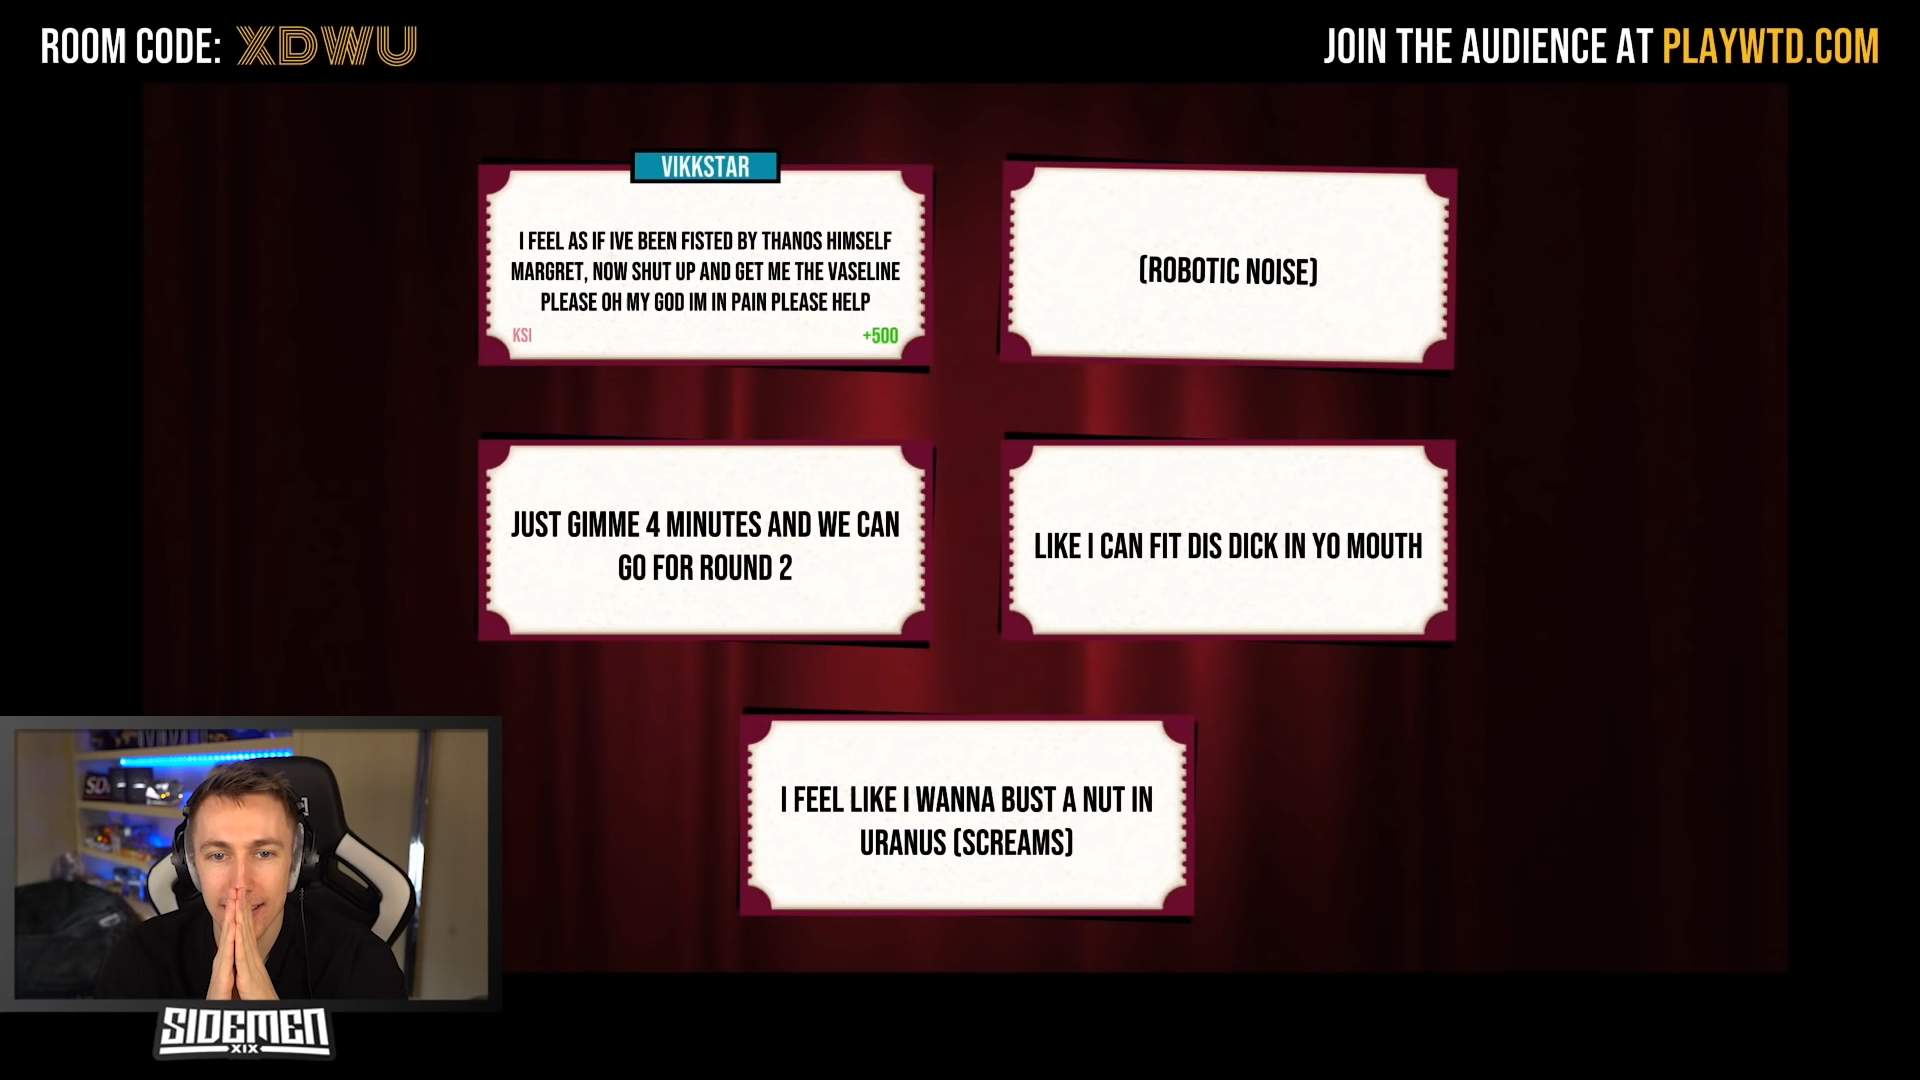 ROOM CODE: XDWU
JOIN THE AUDIENCE AT PLAYWTD.COM
VIKKSTAR
I FEEL AS IF IVE BEEN FISTED BY THANOS HIMSELF
MARGRET, NOW SHUT UP AND GET ME THE VASELINE
PLEASE OH MY GOD IM IN PAIN PLEASE HELP
KSI
+500
(ROBOTIC NOISE)
JUST GIMME 4 MINUTES AND WE CAN
GO FOR ROUND 2
LIKE I CAN FIT DIS DICK IN YO MOUTH
I FEEL LIKE I WANNA BUST A NUT IN
URANUS (SCREAMS)
SD
SIDEMEN
XIX